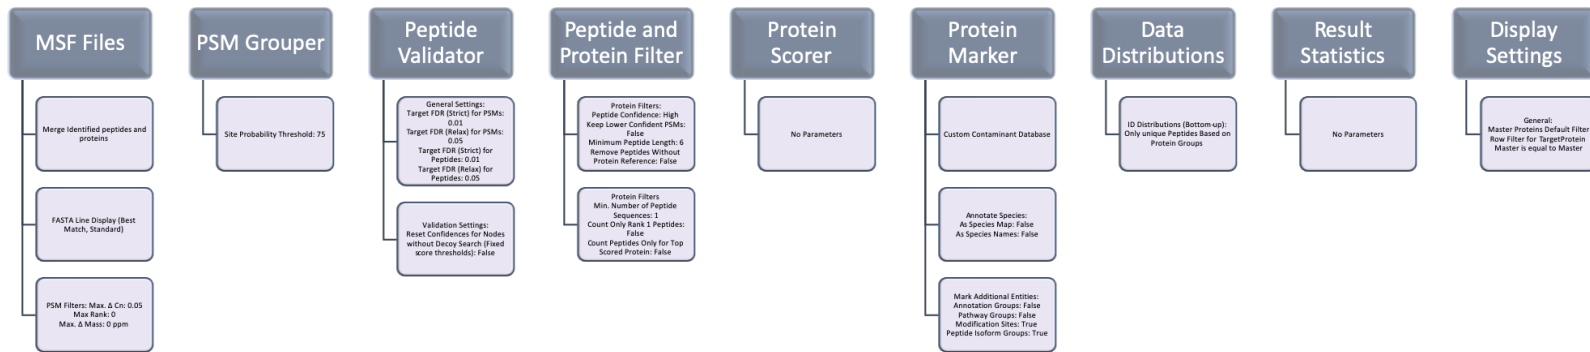 MSF Files
Merge Identified peptides and
proteins
FASTA Line Display (Best
Match, Standard)
PSM Filters: Max. Δ Cn: 0.05
Max Rank: 0
Max. Δ Mass: 0 ppm
PSM Grouper
Site Probability Threshold: 75
Peptide
Validator
General Settings:
Target FDR (Strict) for PSMs:
0.01
Target FDR (Relax) for PSMs:
0.05
Target FDR (Strict) for
Peptides: 0.01
Target FDR (Relax) for
Peptides: 0.05
Validation Settings:
Reset Confidences for Nodes
without Decoy Search (Fixed
score thresholds): False
Peptide and
Protein Filter
Protein Filters:
Peptide Confidence: High
Keep Lower Confident PSMs:
False
Minimum Peptide Length: 6
Remove Peptides Without
Protein Reference: False
Protein Filters
Min. Number of Peptide
Sequences: 1
Count Only Rank 1 Peptides:
False
Count Peptides Only for Top
Scored Protein: False
Protein
Scorer
No Parameters
Protein
Marker
Custom Contaminant Database
Annotate Species:
As Species Map: False
As Species Names: False
Mark Additional Entities:
Annotation Groups: False
Pathway Groups: False
Modification Sites: True
Peptide Isoform Groups: True
Data
Distributions
ID Distributions (Bottom-up):
Only unique Peptides Based on
Protein Groups
Result
Statistics
No Parameters
Display
Settings
General:
Master Proteins Default Filter
Row Filter for TargetProtein
Master is equal to Master